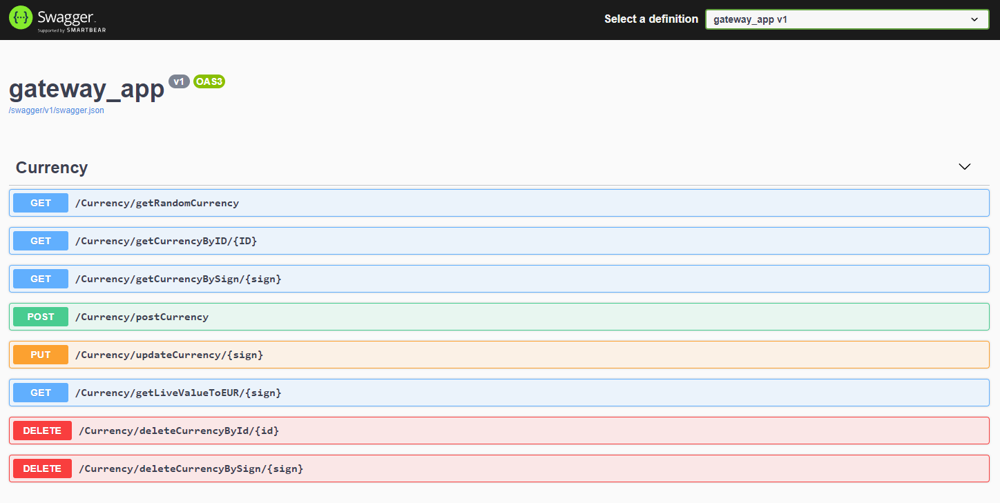 Swagger
Supported by SMARTBEAR
Select a definition
gateway_app v1
gateway_app v1 OAS3
/swagger/v1/swagger.json
Currency
GET /Currency/getRandomCurrency
GET /Currency/getCurrencyByID/{ID}
GET /Currency/getCurrencyBySign/{sign}
POST /Currency/postCurrency
PUT /Currency/updateCurrency/{sign}
GET /Currency/getLiveValueToEUR/{sign}
DELETE /Currency/deleteCurrencyById/{id}
DELETE /Currency/deleteCurrencyBySign/{sign}